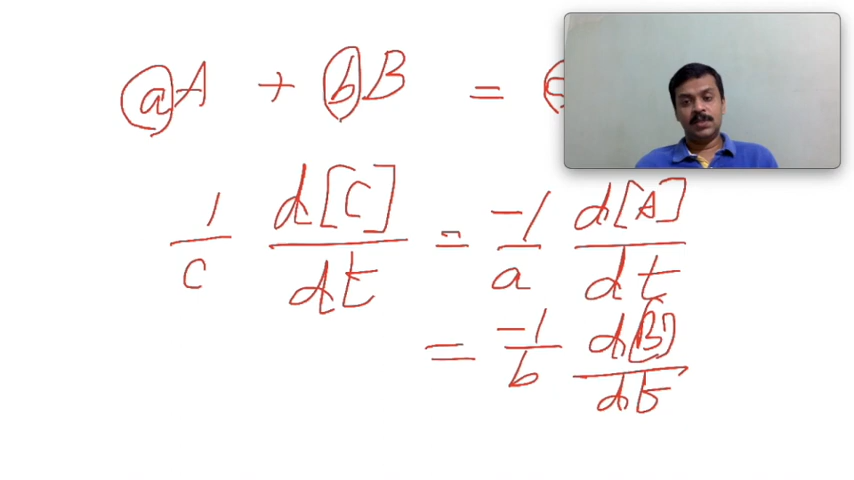 aA + bB =
1/c d[C]/dt = -1/a d[A]/dt
= -1/b d[B]/dt